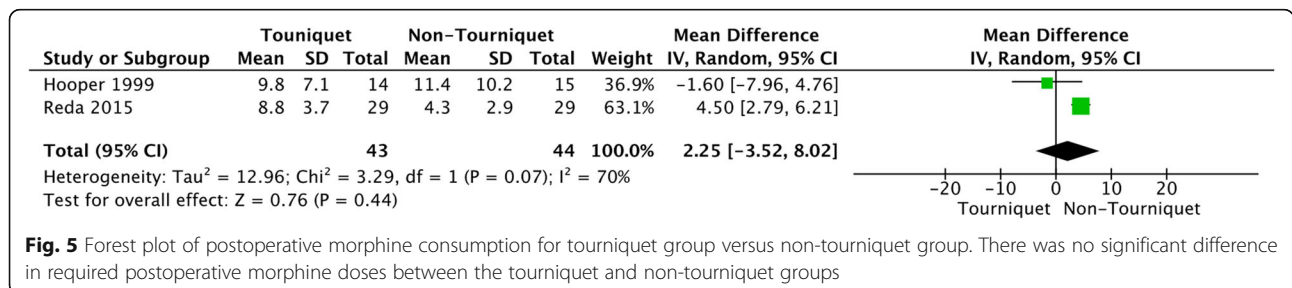 Touniquet Non-Tourniquet Mean Difference Mean Difference
Study or Subgroup Mean SD Total Mean SD Total Weight IV, Random, 95% CI IV, Random, 95% CI
Hooper 1999 9.8 7.1 14 11.4 10.2 15 36.9% −1.60 [−7.96, 4.76]
Reda 2015 8.8 3.7 29 4.3 2.9 29 63.1% 4.50 [2.79, 6.21]
Total (95% CI) 43 44 100.0% 2.25 [−3.52, 8.02]
Heterogeneity: Tau² = 12.96; Chi² = 3.29, df = 1 (P = 0.07); I² = 70%
Test for overall effect: Z = 0.76 (P = 0.44)
−20 −10 0 10 20
Tourniquet Non-Tourniquet
Fig. 5 Forest plot of postoperative morphine consumption for tourniquet group versus non-tourniquet group. There was no significant difference
in required postoperative morphine doses between the tourniquet and non-tourniquet groups